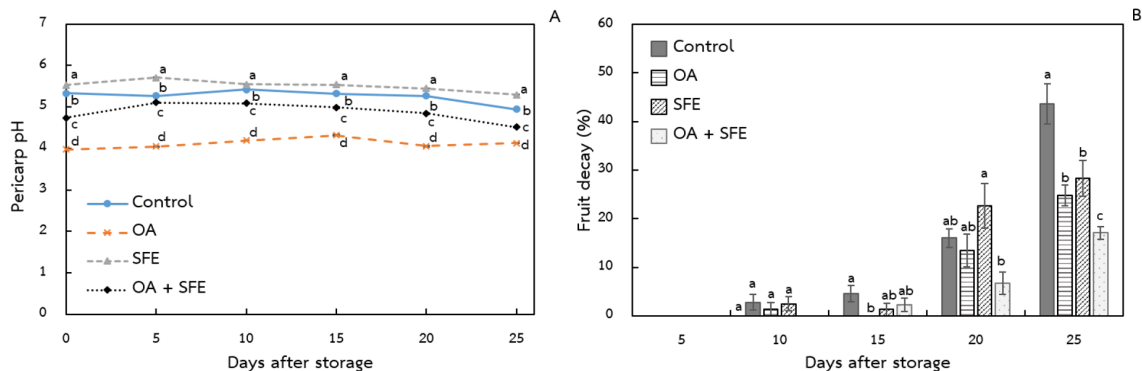 A
7
6
5
4
3
2
1
0
Pericarp pH
a a a a a a
b b b b b b
c c c c c c
d d d d d d
Control
OA
SFE
OA + SFE
0 5 10 15 20 25
Days after storage
B
60
50
40
30
20
10
0
Fruit decay (%)
Control
OA
SFE
OA + SFE
a a a a
a b ab ab
ab ab a b
a b b c
5 10 15 20 25
Days after storage